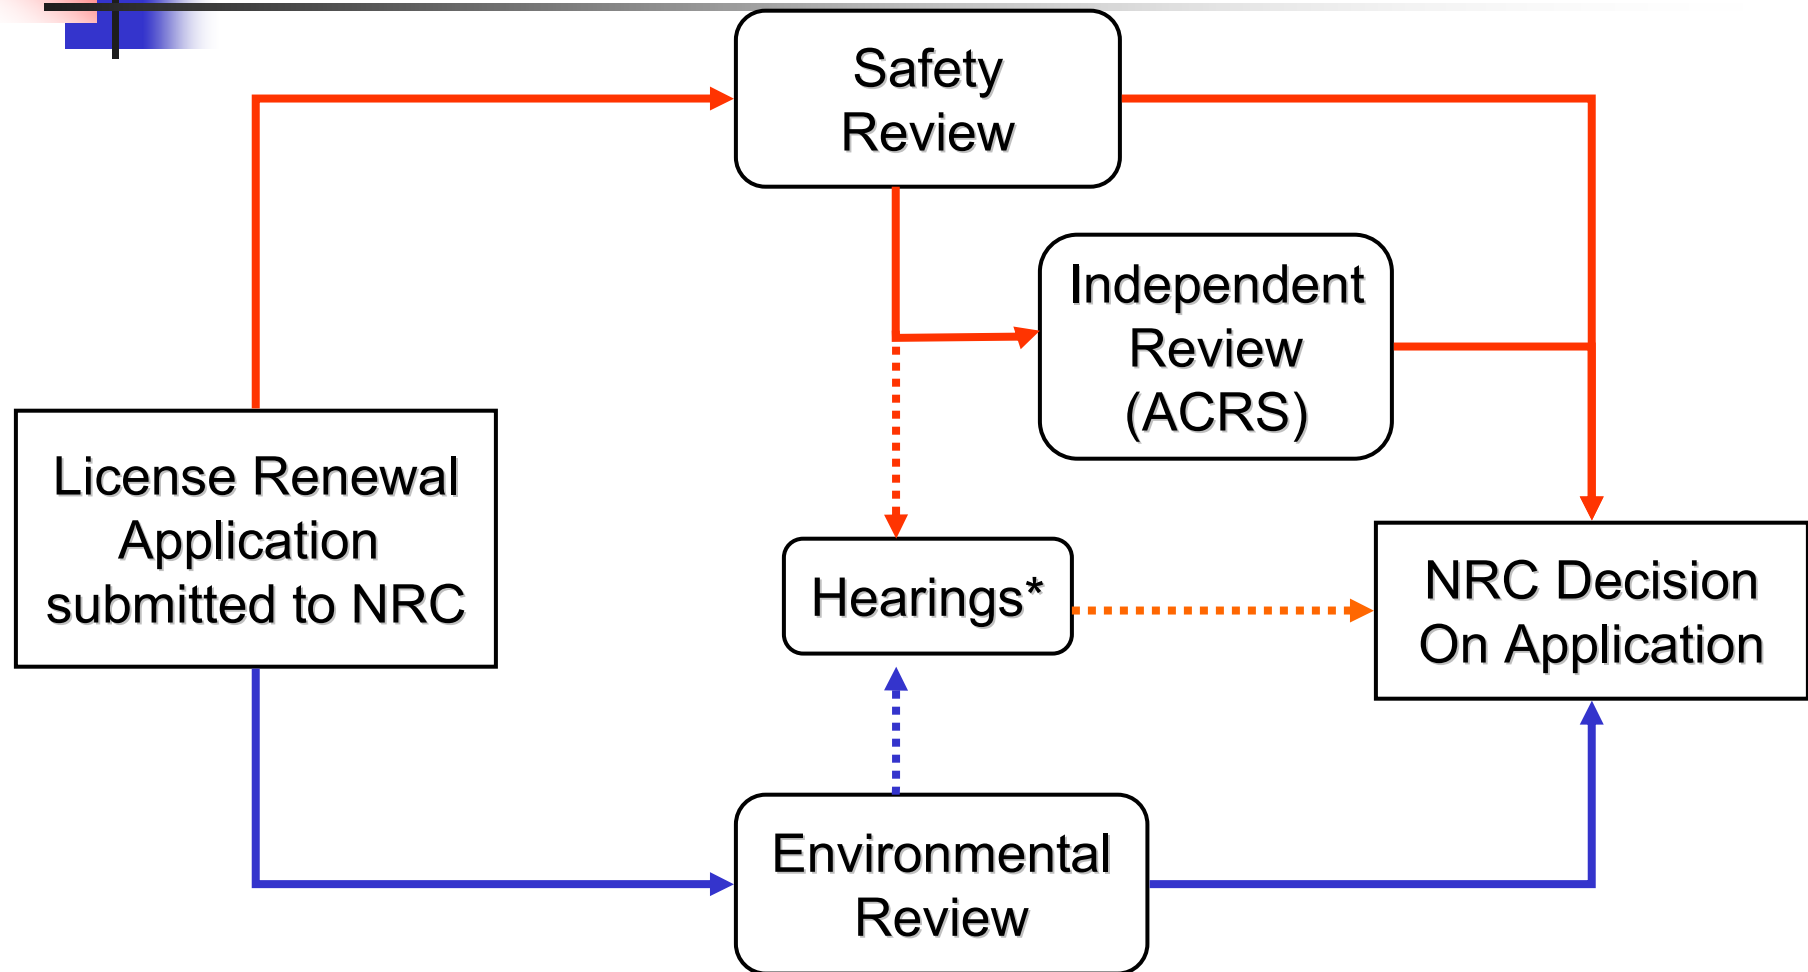 Safety
Review
Independent
Review
(ACRS)
License Renewal
Application
submitted to NRC
Hearings*
NRC Decision
On Application
Environmental
Review